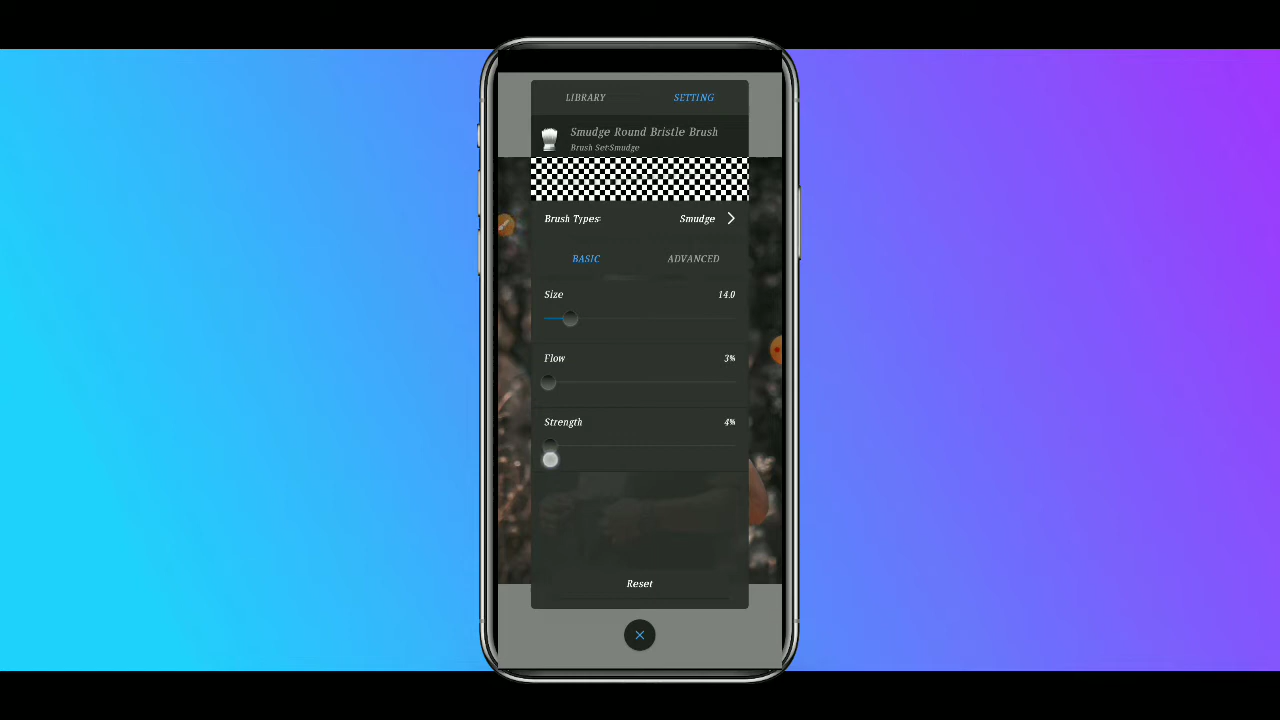 LIBRARY SETTING
Smudge Round Bristle Brush
Brush Set:Smudge
Brush Types: Smudge
BASIC ADVANCED
Size 14.0
Flow 3%
Strength 4%
Reset